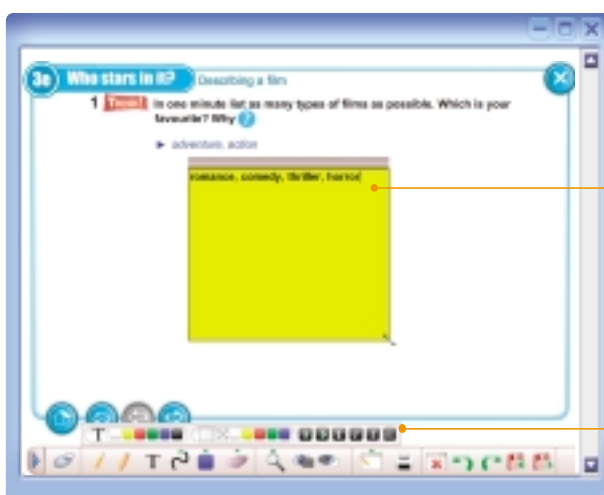 3e Who stars in it? Describing a film
1 In one minute list as many types of films as possible. Which is your
favourite? Why ?
► adventure, action
romance, comedy, thriller, horror
T
T